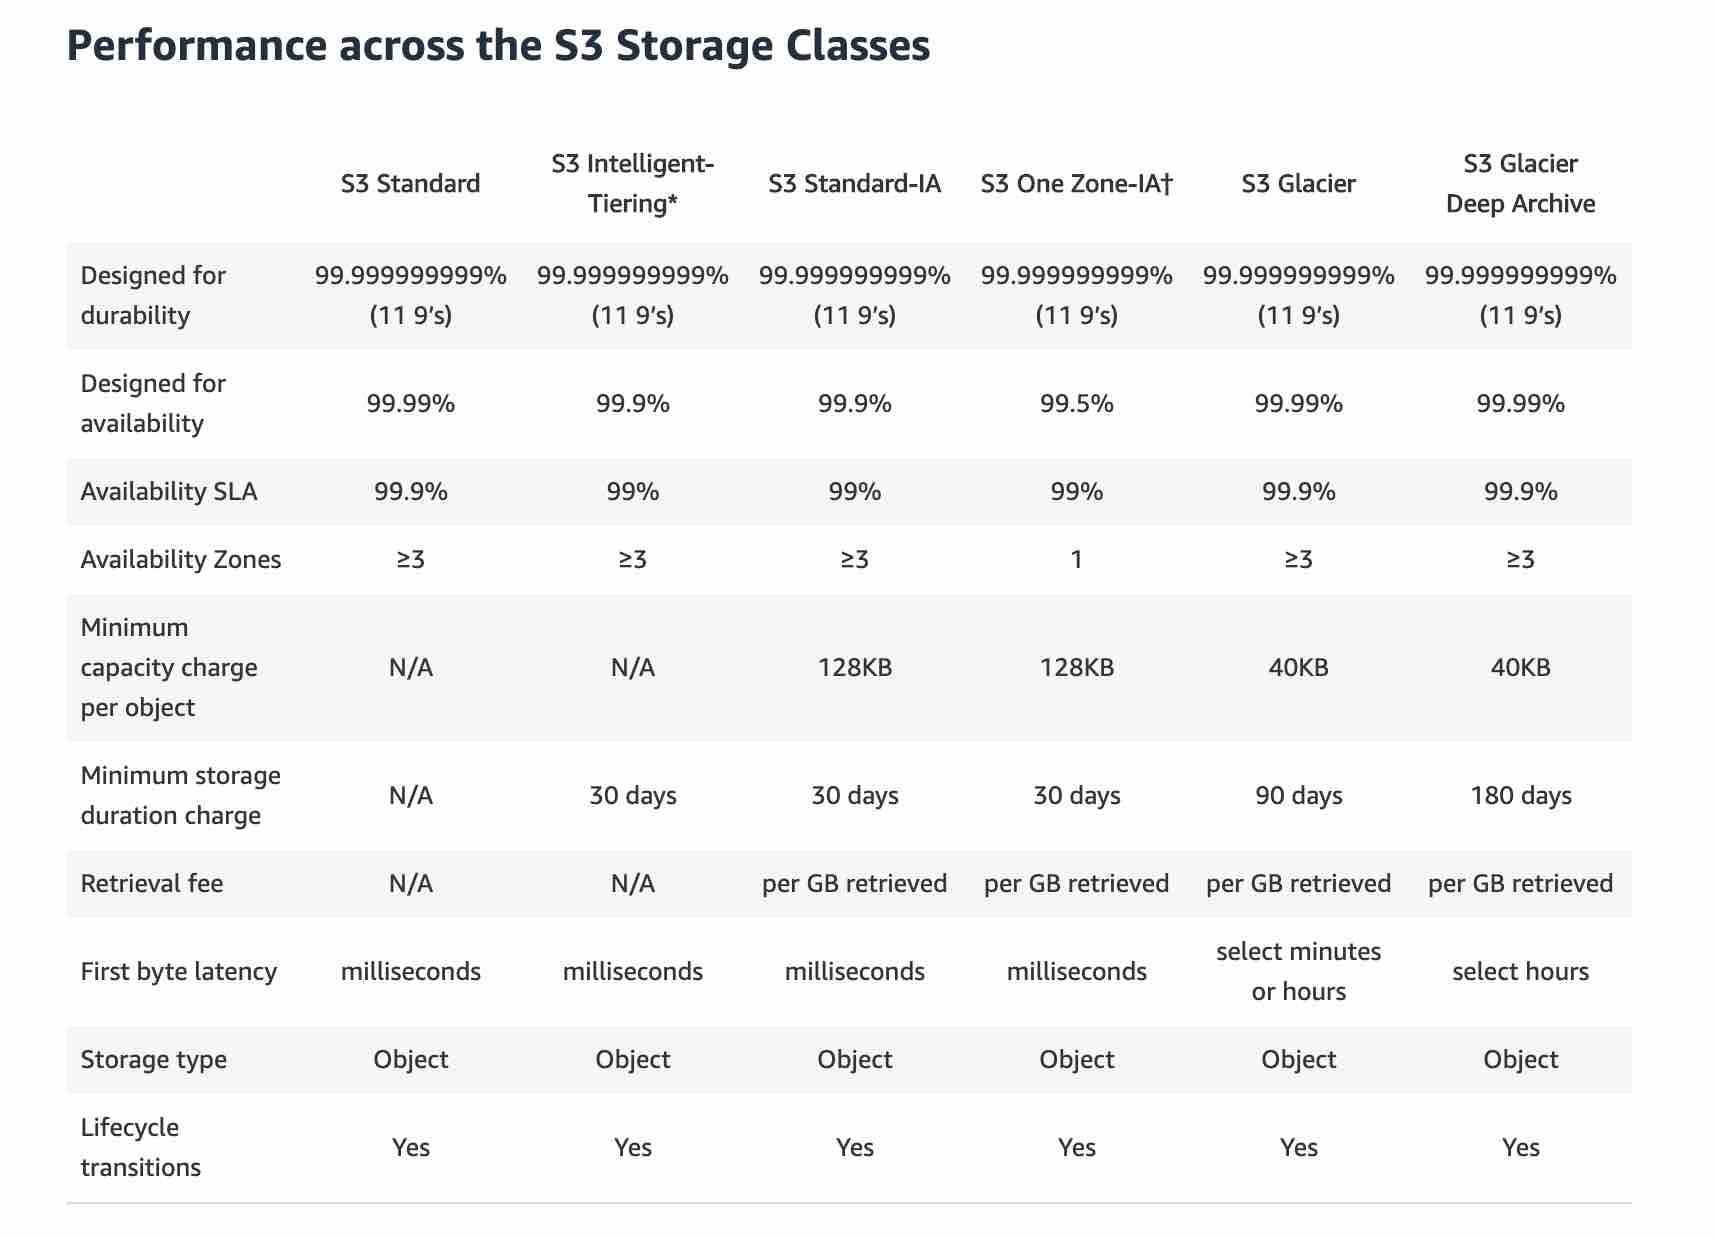 Performance across the S3 Storage Classes
S3 Standard S3 Intelligent-Tiering* S3 Standard-IA S3 One Zone-IA† S3 Glacier S3 Glacier Deep Archive
Designed for durability 99.999999999% (11 9’s) 99.999999999% (11 9’s) 99.999999999% (11 9’s) 99.999999999% (11 9’s) 99.999999999% (11 9’s) 99.999999999% (11 9’s)
Designed for availability 99.99% 99.9% 99.9% 99.5% 99.99% 99.99%
Availability SLA 99.9% 99% 99% 99% 99.9% 99.9%
Availability Zones ≥3 ≥3 ≥3 1 ≥3 ≥3
Minimum capacity charge per object N/A N/A 128KB 128KB 40KB 40KB
Minimum storage duration charge N/A 30 days 30 days 30 days 90 days 180 days
Retrieval fee N/A N/A per GB retrieved per GB retrieved per GB retrieved per GB retrieved
First byte latency milliseconds milliseconds milliseconds milliseconds select minutes or hours select hours
Storage type Object Object Object Object Object Object
Lifecycle transitions Yes Yes Yes Yes Yes Yes